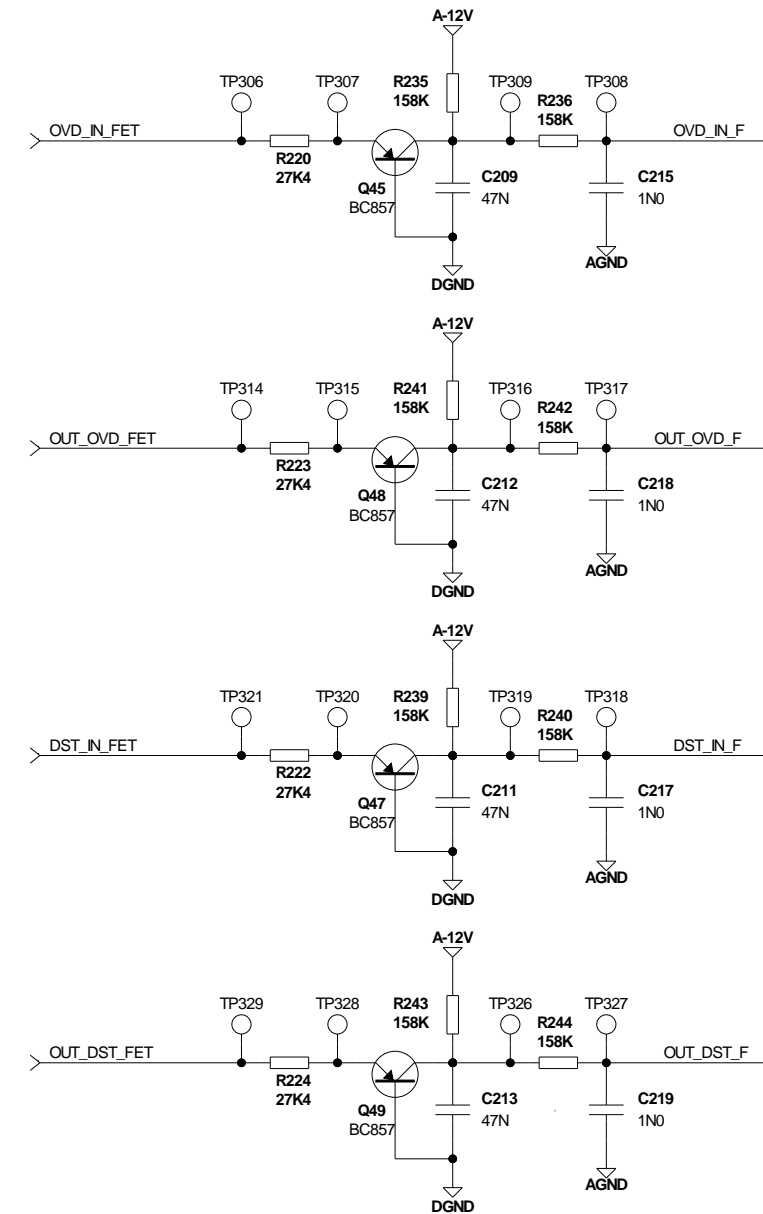 A-12V
TP306
TP307
R235
158K
TP309
TP308
R236
158K
OVD_IN_FET
OVD_IN_F
R220
27K4
Q45
BC857
C209
47N
C215
1N0
AGND
DGND
A-12V
TP314
TP315
R241
158K
TP316
TP317
R242
158K
OUT_OVD_FET
OUT_OVD_F
R223
27K4
Q48
BC857
C212
47N
C218
1N0
AGND
DGND
A-12V
TP321
TP320
R239
158K
TP319
TP318
R240
158K
DST_IN_FET
DST_IN_F
R222
27K4
Q47
BC857
C211
47N
C217
1N0
AGND
DGND
A-12V
TP329
TP328
R243
158K
TP326
TP327
R244
158K
OUT_DST_FET
OUT_DST_F
R224
27K4
Q49
BC857
C213
47N
C219
1N0
AGND
DGND